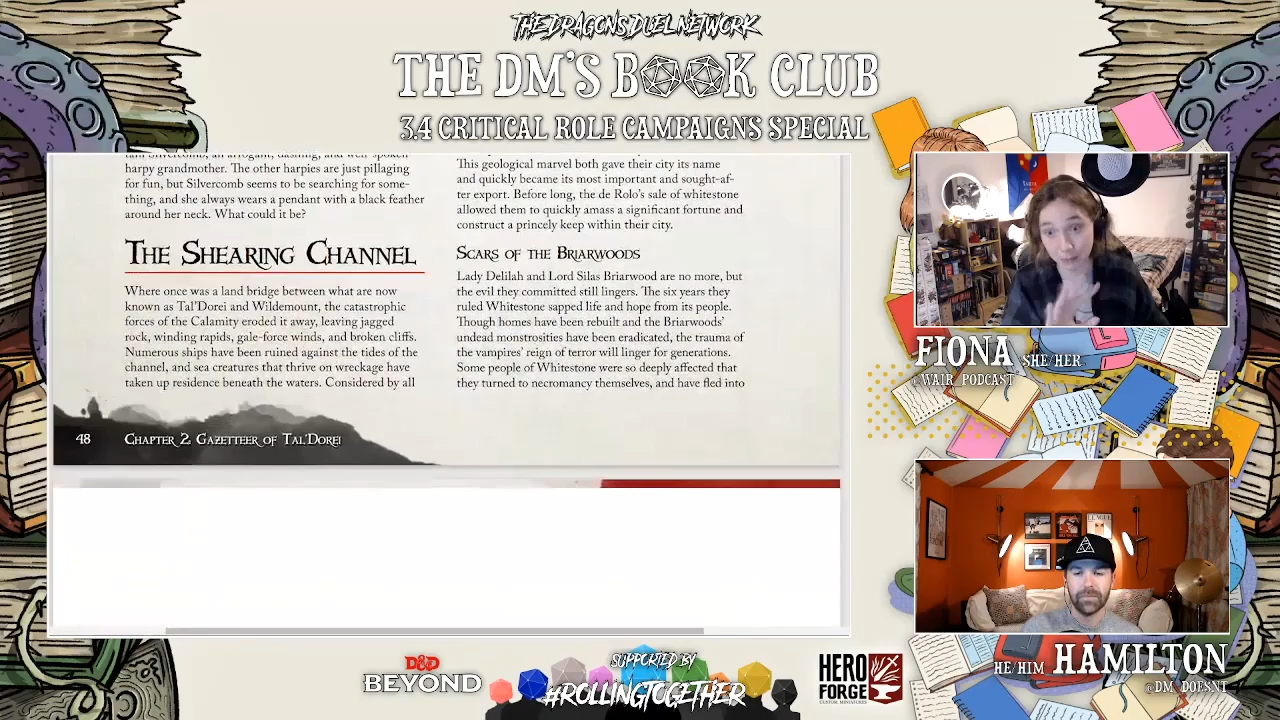 THE DRAGONS DUEL NETWORK
THE DM'S BOOK CLUB
3.4 CRITICAL ROLE CAMPAIGNS SPECIAL
harpy grandmother. The other harpies are just pillaging
for fun, but Silvercomb seems to be searching for some-
thing, and she always wears a pendant with a black feather
around her neck. What could it be?
THE SHEARING CHANNEL
Where once was a land bridge between what are now
known as Tal'Dorei and Wildemount, the catastrophic
forces of the Calamity eroded it away, leaving jagged
rock, winding rapids, gale-force winds, and broken cliffs.
Numerous ships have been ruined against the tides of the
channel, and sea creatures that thrive on wreckage have
taken up residence beneath the waters. Considered by all
48 CHAPTER 2: GAZETTEER OF TAL'DOREI
This geological marvel both gave their city its name
and quickly became its most important and sought-af-
ter export. Before long, the de Rolo's sale of whitestone
allowed them to quickly amass a significant fortune and
construct a princely keep within their city.
SCARS OF THE BRIARWOODS
Lady Delilah and Lord Silas Briarwood are no more, but
the evil they committed still lingers. The six years they
ruled Whitestone sapped life and hope from its people.
Though homes have been rebuilt and the Briarwoods'
undead monstrosities have been eradicated, the trauma of
the vampires' reign of terror will linger for generations.
Some people of Whitestone were so deeply affected that
they turned to necromancy themselves, and have fled into
FIONA SHE/HER
@WAIR_PODCAST
HE/HIM HAMILTON
@DM_DOESNT
D&D
BEYOND
SUPPORTED BY
#ROLLINGTOGETHER
HERO
FORGE
CUSTOM MINIATURES